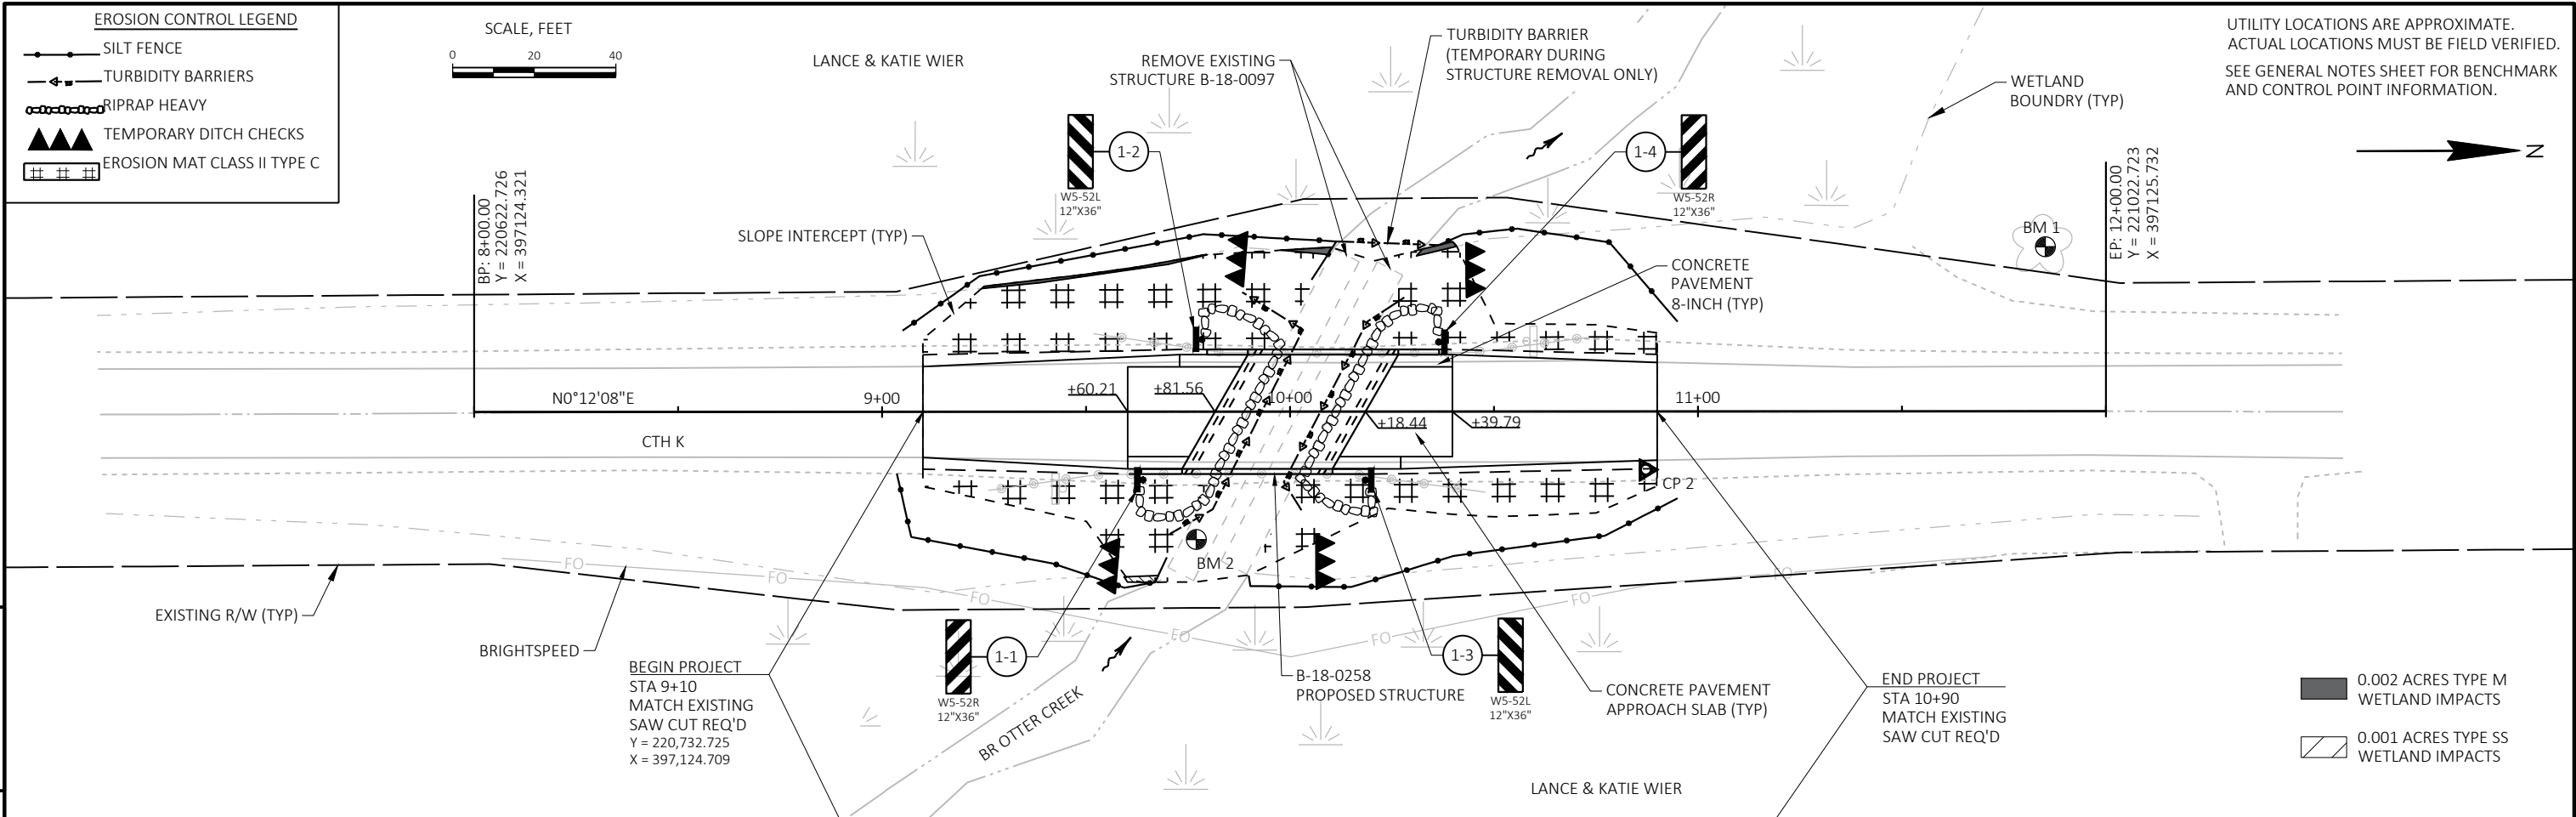 EROSION CONTROL LEGEND
SILT FENCE
TURBIDITY BARRIERS
RIPRAP HEAVY
TEMPORARY DITCH CHECKS
EROSION MAT CLASS II TYPE C
SCALE, FEET
0 20 40
LANCE & KATIE WIER
REMOVE EXISTING
STRUCTURE B-18-0097
TURBIDITY BARRIER
(TEMPORARY DURING
STRUCTURE REMOVAL ONLY)
WETLAND
BOUNDRY (TYP)
UTILITY LOCATIONS ARE APPROXIMATE.
ACTUAL LOCATIONS MUST BE FIELD VERIFIED.
SEE GENERAL NOTES SHEET FOR BENCHMARK
AND CONTROL POINT INFORMATION.
N
BP: 8+00.00
Y = 220622.726
X = 397124.321
1-2
W5-52L
12"X36"
1-4
W5-52R
12"X36"
SLOPE INTERCEPT (TYP)
CONCRETE
PAVEMENT
8-INCH (TYP)
BM 1
EP: 12+00.00
Y = 221022.723
X = 397125.732
N0°12'08"E
9+00
±60.21
±81.56
10+00
±18.44
±39.79
11+00
CTH K
CP 2
BM 2
FO
FO
FO
FO
FO
FO
FO
EXISTING R/W (TYP)
BRIGHTSPEED
BEGIN PROJECT
STA 9+10
MATCH EXISTING
SAW CUT REQ'D
Y = 220,732.725
X = 397,124.709
1-1
W5-52R
12"X36"
BR OTTER CREEK
B-18-0258
PROPOSED STRUCTURE
1-3
W5-52L
12"X36"
CONCRETE PAVEMENT
APPROACH SLAB (TYP)
LANCE & KATIE WIER
END PROJECT
STA 10+90
MATCH EXISTING
SAW CUT REQ'D
0.002 ACRES TYPE M
WETLAND IMPACTS
0.001 ACRES TYPE SS
WETLAND IMPACTS